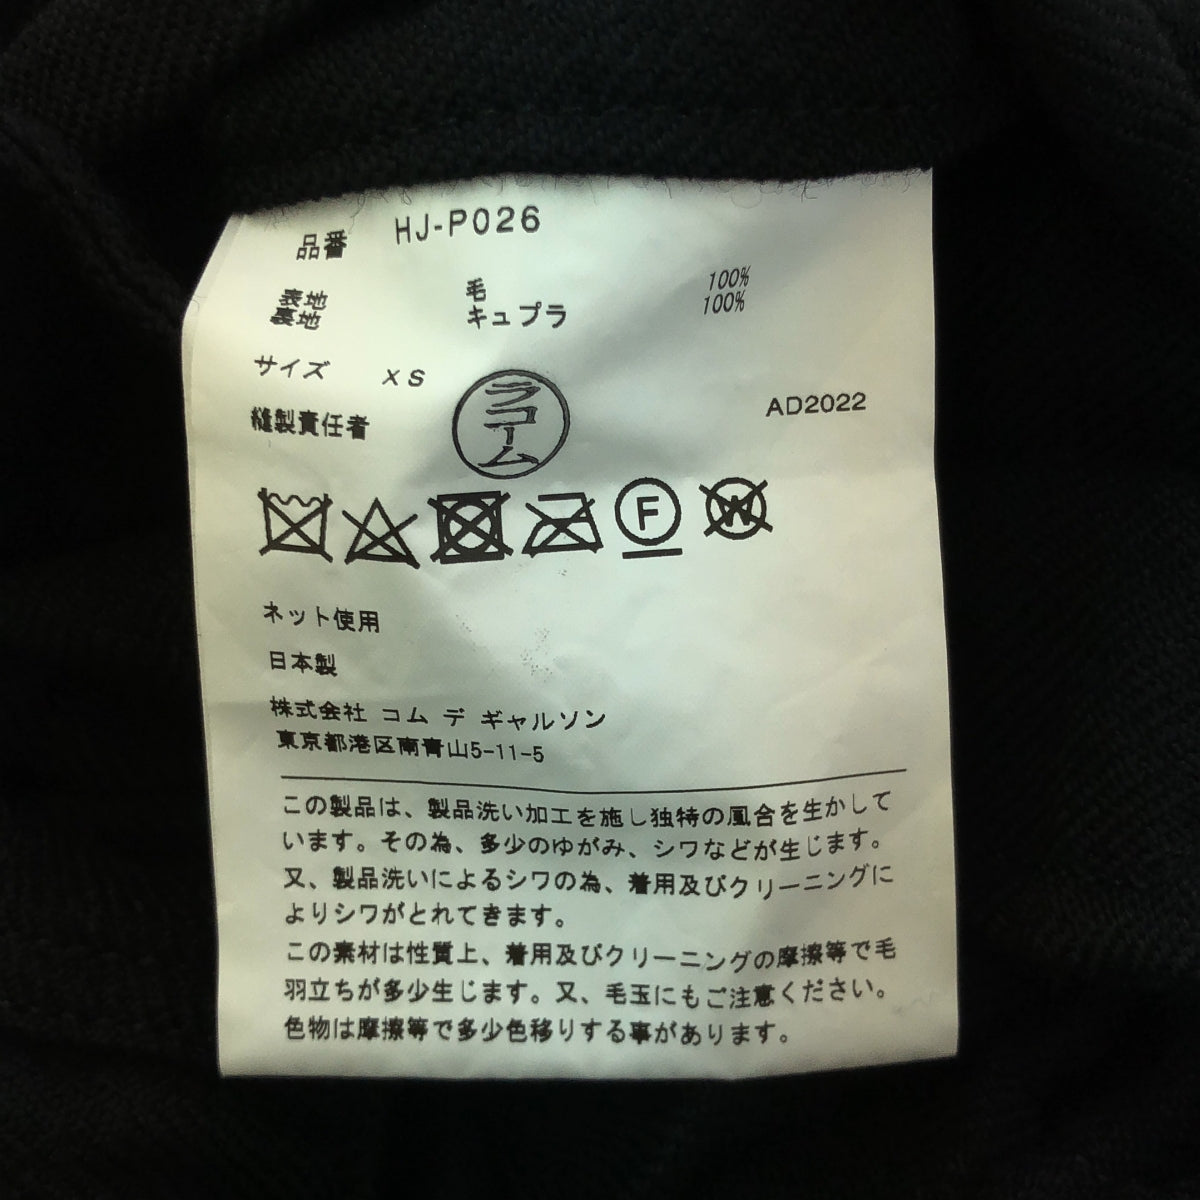 品番 HJ-P026
表地 毛 100%
裏地 キュプラ 100%
サイズ XS
縫製責任者 ラコーム AD2022
F W
ネット使用
日本製
株式会社 コム デ ギャルソン
東京都港区南青山5-11-5
この製品は、製品洗い加工を施し独特の風合を生かして
います。その為、多少のゆがみ、シワなどが生じます。
又、製品洗いによるシワの為、着用及びクリーニングに
よりシワがとれてきます。
この素材は性質上、着用及びクリーニングの摩擦等で毛
羽立ちが多少生じます。又、毛玉にもご注意ください。
色物は摩擦等で多少色移りする事があります。